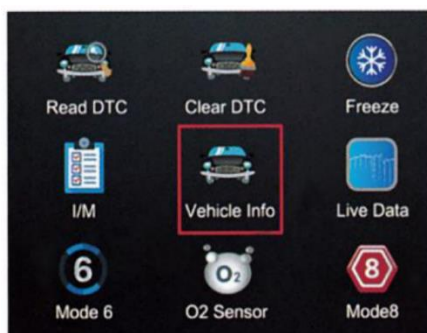 Read DTC Clear DTC Freeze
I/M Vehicle Info Live Data
6 O2 8
Mode 6 O2 Sensor Mode8